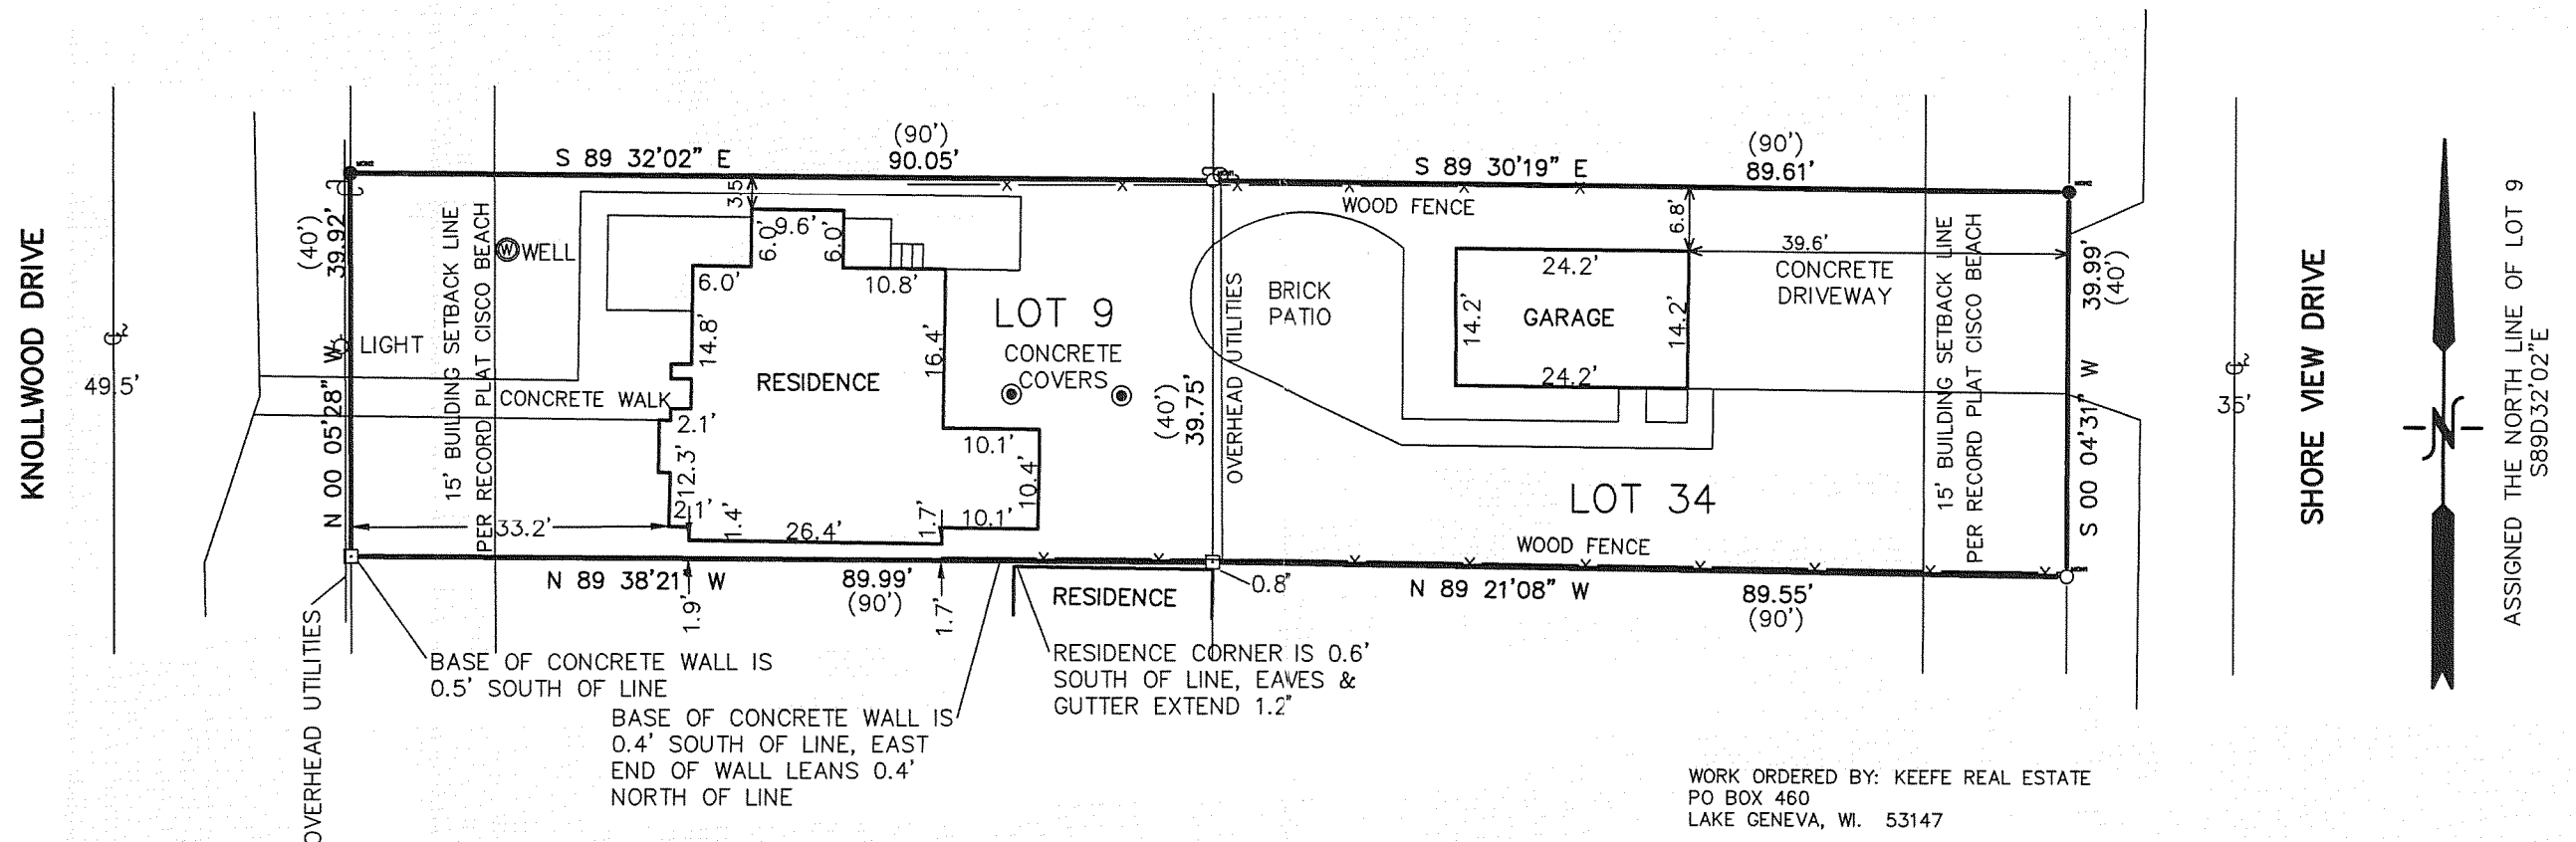 KNOLLWOOD DRIVE
49.5'
(40')
39.92'
N 00 05'28" W
LIGHT
15' BUILDING SETBACK LINE
PER RECORD PLAT CISCO BEACH
WELL
W
CONCRETE WALK
S 89 32'02" E
(90')
90.05'
3.5'
9.6'
6.0'
6.0'
6.0'
10.8'
14.8'
16.4'
RESIDENCE
2.1'
12.3'
2.1'
1.4'
26.4'
1.7'
10.1'
10.4'
10.1'
33.2'
LOT 9
CONCRETE
COVERS
(40')
39.75'
OVERHEAD UTILITIES
S 89 30'19" E
(90')
89.61'
WOOD FENCE
BRICK
PATIO
6.8'
39.6'
24.2'
14.2'
GARAGE
14.2'
24.2'
CONCRETE
DRIVEWAY
LOT 34
WOOD FENCE
15' BUILDING SETBACK LINE
PER RECORD PLAT CISCO BEACH
39.99'
(40')
S 00 04'31" W
35'
SHORE VIEW DRIVE
N
ASSIGNED THE NORTH LINE OF LOT 9
S89D32'02"E
N 89 38'21" W
89.99'
(90')
1.9'
1.7'
RESIDENCE
0.8"
N 89 21'08" W
89.55'
(90')
OVERHEAD UTILITIES
BASE OF CONCRETE WALL IS
0.5' SOUTH OF LINE
BASE OF CONCRETE WALL IS
0.4' SOUTH OF LINE, EAST
END OF WALL LEANS 0.4'
NORTH OF LINE
RESIDENCE CORNER IS 0.6'
SOUTH OF LINE, EAVES &
GUTTER EXTEND 1.2"
WORK ORDERED BY: KEEFE REAL ESTATE
PO BOX 460
LAKE GENEVA, WI. 53147